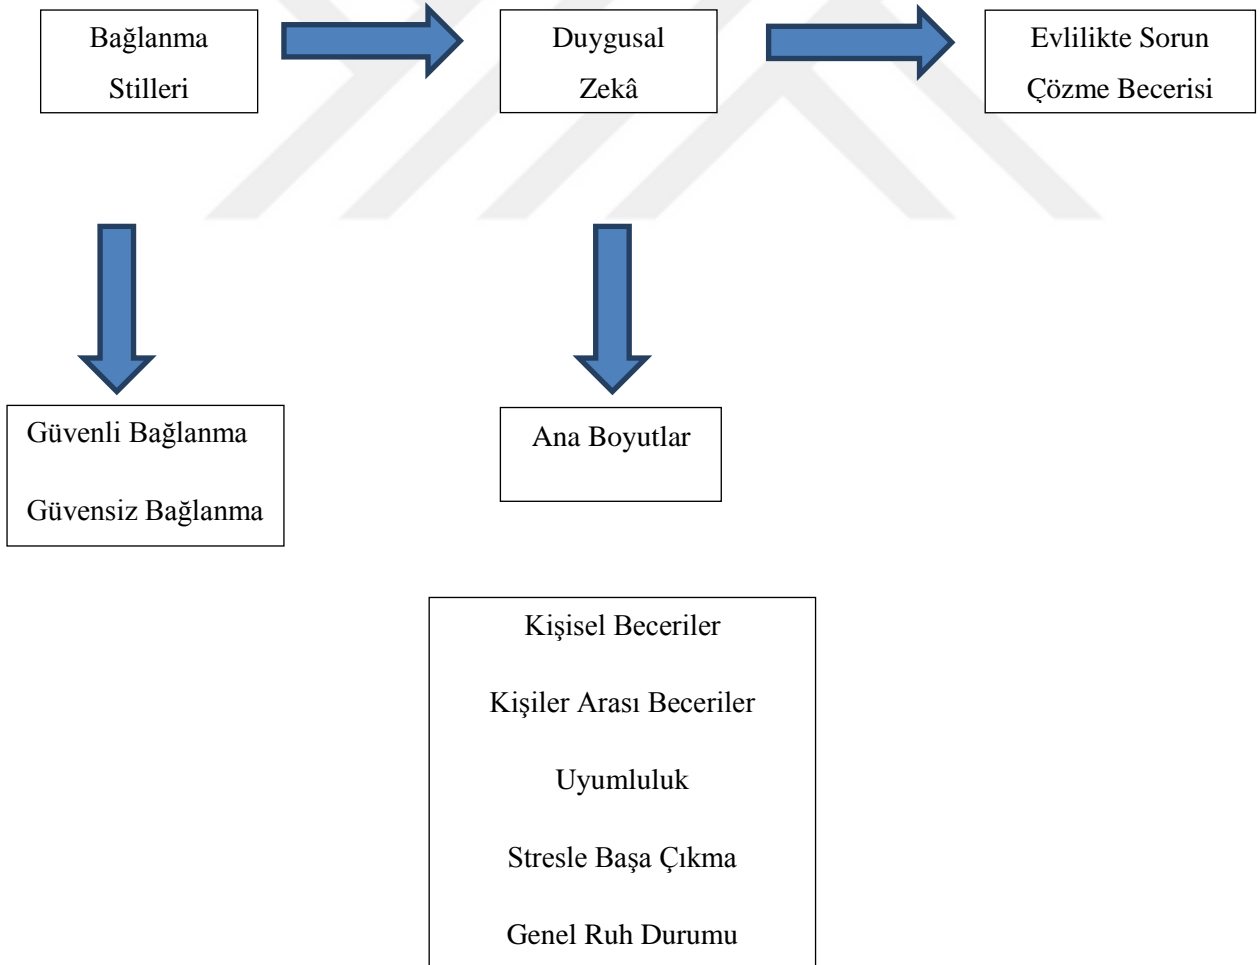 Bağlanma
Stilleri
Duygusal
Zekâ
Evlilikte Sorun
Çözme Becerisi
Güvenli Bağlanma
Güvensiz Bağlanma
Ana Boyutlar
Kişisel Beceriler
Kişiler Arası Beceriler
Uyumluluk
Stresle Başa Çıkma
Genel Ruh Durumu